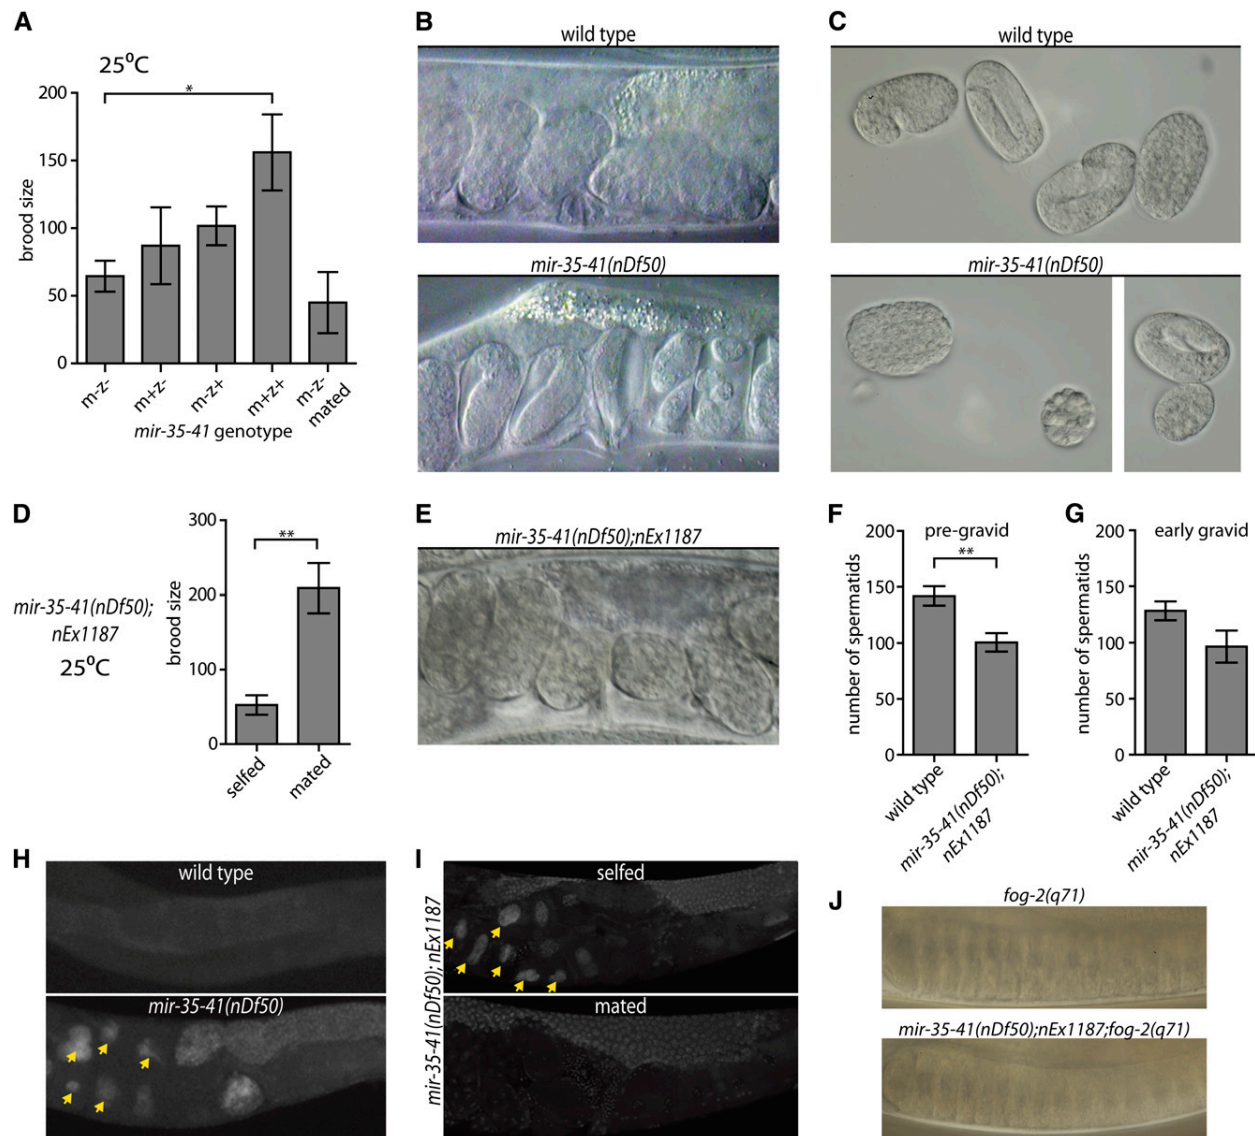 A
25⁰C
*
200
150
100
50
0
brood size
m-z-
m+z-
m-z+
m+z+
m-z-
mated
mir-35-41 genotype
B
wild type
mir-35-41(nDf50)
C
wild type
mir-35-41(nDf50)
D
mir-35-41(nDf50);
nEx1187
25⁰C
**
300
200
100
0
brood size
selfed
mated
E
mir-35-41(nDf50);nEx1187
F
pre-gravid
**
200
150
100
50
0
number of spermatids
wild type
mir-35-41(nDf50);
nEx1187
G
early gravid
200
150
100
50
0
number of spermatids
wild type
mir-35-41(nDf50);
nEx1187
H
wild type
mir-35-41(nDf50)
I
mir-35-41(nDf50); nEx1187
selfed
mated
J
fog-2(q71)
mir-35-41(nDf50);nEx1187;fog-2(q71)